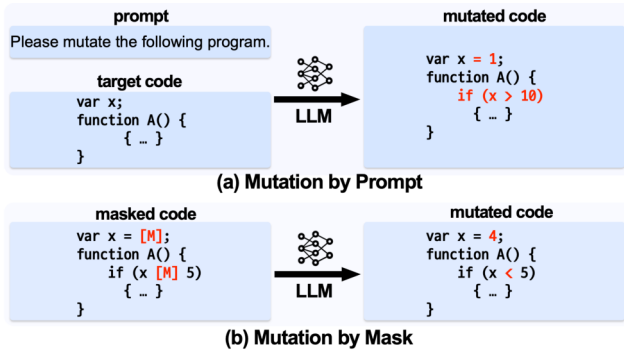 prompt
Please mutate the following program.
target code
var x;
function A() {
{ … }
}
LLM
mutated code
var x = 1;
function A() {
if (x > 10)
{ … }
}
(a) Mutation by Prompt
masked code
var x = [M];
function A() {
if (x [M] 5)
{ … }
}
LLM
mutated code
var x = 4;
function A() {
if (x < 5)
{ … }
}
(b) Mutation by Mask